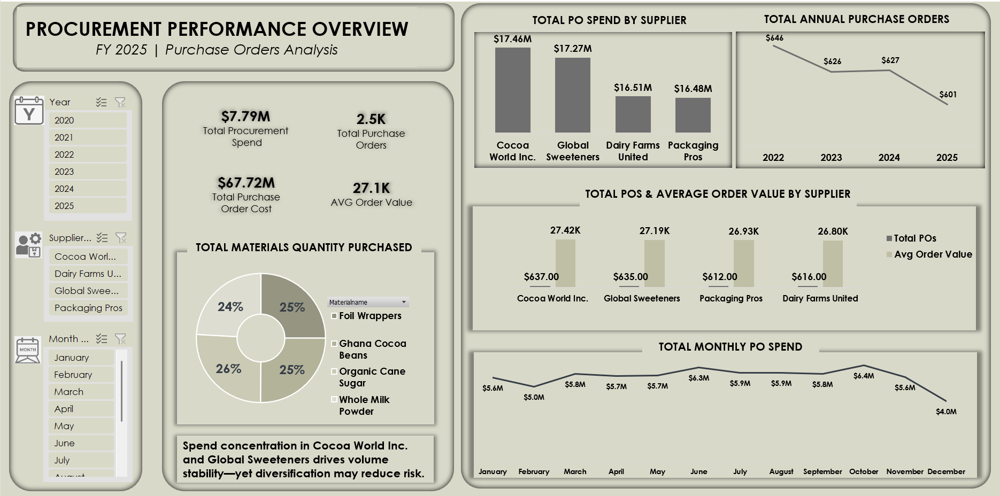 PROCUREMENT PERFORMANCE OVERVIEW
FY 2025 | Purchase Orders Analysis
Y
Year
2020
2021
2022
2023
2024
2025
Supplier...
Cocoa Worl...
Dairy Farms U...
Global Swee...
Packaging Pros
MONTH
Month ...
January
February
March
April
May
June
July
August
$7.79M
Total Procurement
Spend
2.5K
Total Purchase
Orders
$67.72M
Total Purchase
Order Cost
27.1K
AVG Order Value
TOTAL MATERIALS QUANTITY PURCHASED
24%
25%
26%
25%
Materialname
Foil Wrappers
Ghana Cocoa
Beans
Organic Cane
Sugar
Whole Milk
Powder
Spend concentration in Cocoa World Inc.
and Global Sweeteners drives volume
stability—yet diversification may reduce risk.
TOTAL PO SPEND BY SUPPLIER
$17.46M
$17.27M
$16.51M
$16.48M
Cocoa
World Inc.
Global
Sweeteners
Dairy Farms
United
Packaging
Pros
TOTAL ANNUAL PURCHASE ORDERS
$646
$626
$627
$601
2022
2023
2024
2025
TOTAL POS & AVERAGE ORDER VALUE BY SUPPLIER
27.42K
27.19K
26.93K
26.80K
$637.00
$635.00
$612.00
$616.00
Cocoa World Inc.
Global Sweeteners
Packaging Pros
Dairy Farms United
Total POs
Avg Order Value
TOTAL MONTHLY PO SPEND
$5.6M
$5.0M
$5.8M
$5.7M
$5.7M
$6.3M
$5.9M
$5.9M
$5.8M
$6.4M
$5.6M
$4.0M
January
February
March
April
May
June
July
August
September
October
November
December